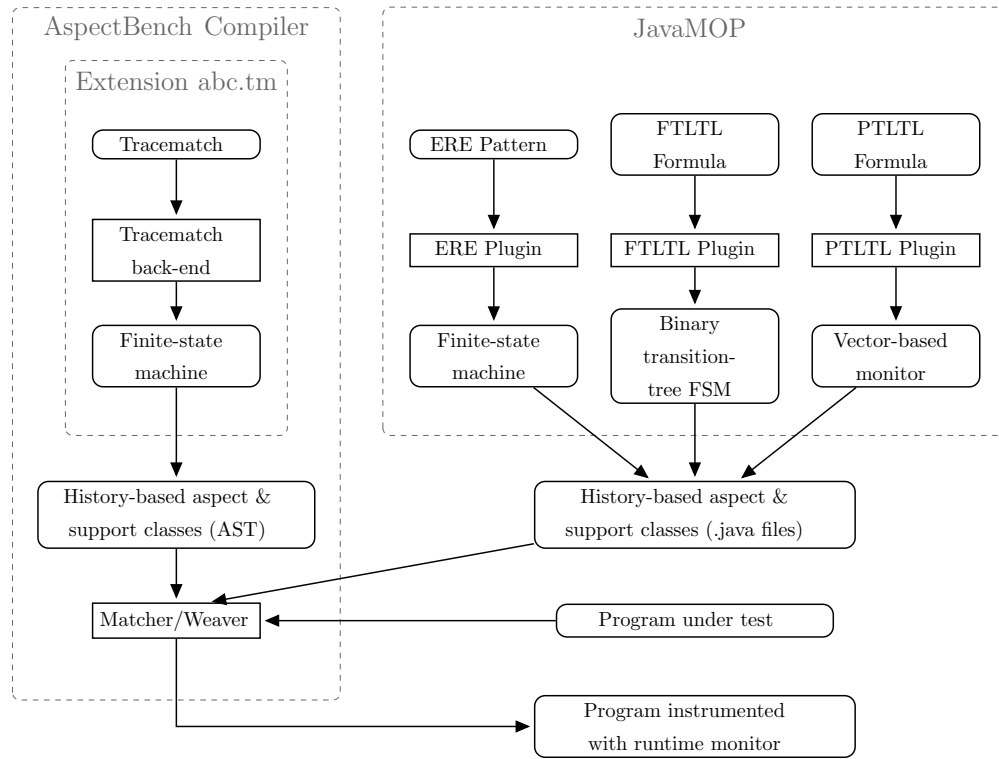 AspectBench Compiler
JavaMOP
Extension abc.tm
Tracematch
ERE Pattern
FTLTL
Formula
PTLTL
Formula
Tracematch
back-end
ERE Plugin
FTLTL Plugin
PTLTL Plugin
Finite-state
machine
Finite-state
machine
Binary
transition-
tree FSM
Vector-based
monitor
History-based aspect &
support classes (AST)
History-based aspect &
support classes (.java files)
Matcher/Weaver
Program under test
Program instrumented
with runtime monitor